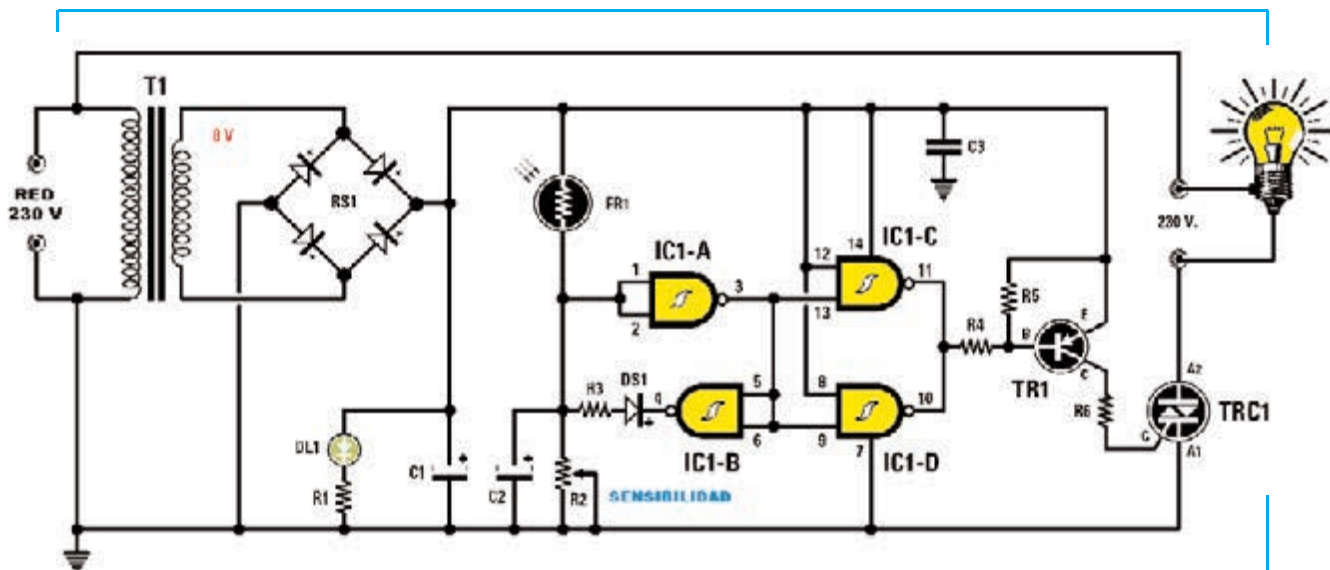 T1
8 V
RED
230 V
RS1
FR1
C3
IC1-A
1
2
3
IC1-C
12
14
13
11
230 V.
R5
R4
B
E
C
TR1
R6
A2
G
A1
TRC1
R3
DS1
4
5
6
IC1-B
8
9
10
7
IC1-D
DL1
R1
C1
+
C2
+
R2
SENSIBILIDAD